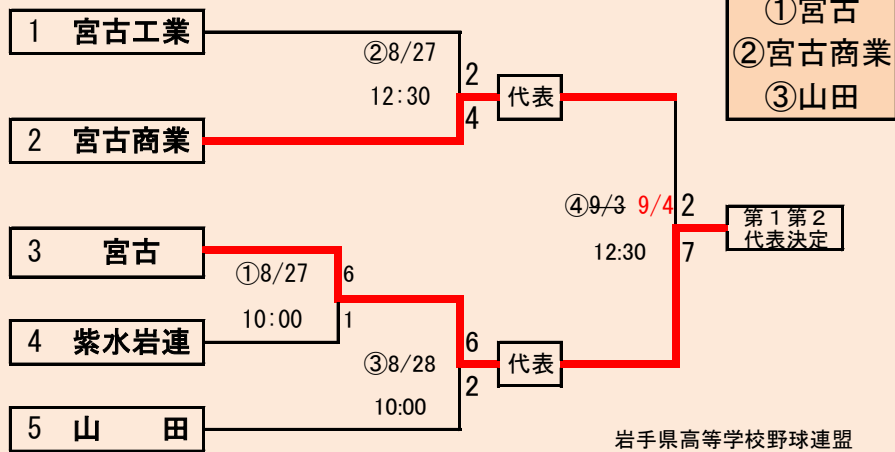 ①宮古
②宮古商業
③山田
1 宮古工業
②8/27
12:30
2
4
代表
2 宮古商業
④9/3 9/4
12:30
2
7
第１第２
代表決定
3 宮古
①8/27
10:00
6
1
4 紫水岩連
③8/28
10:00
6
2
代表
5 山 田
岩手県高等学校野球連盟